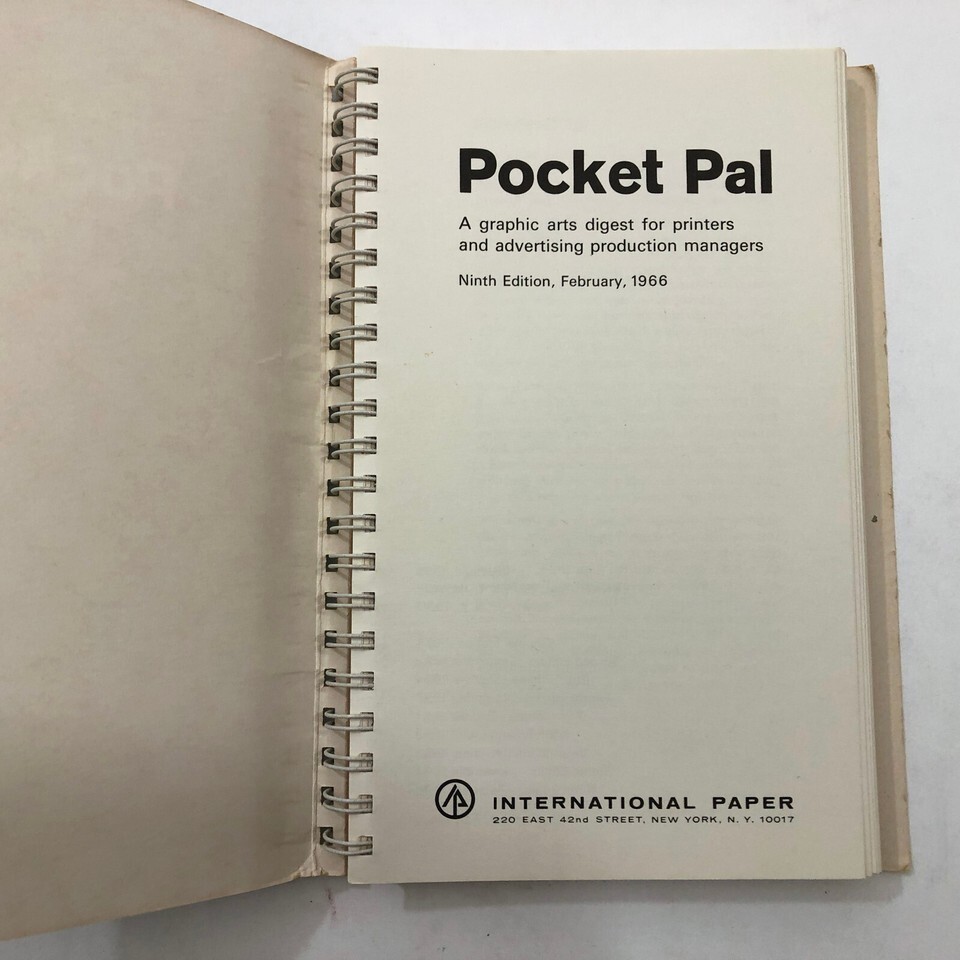 Pocket Pal
A graphic arts digest for printers
and advertising production managers
Ninth Edition, February, 1966
INTERNATIONAL PAPER
220 EAST 42nd STREET, NEW YORK, N. Y. 10017